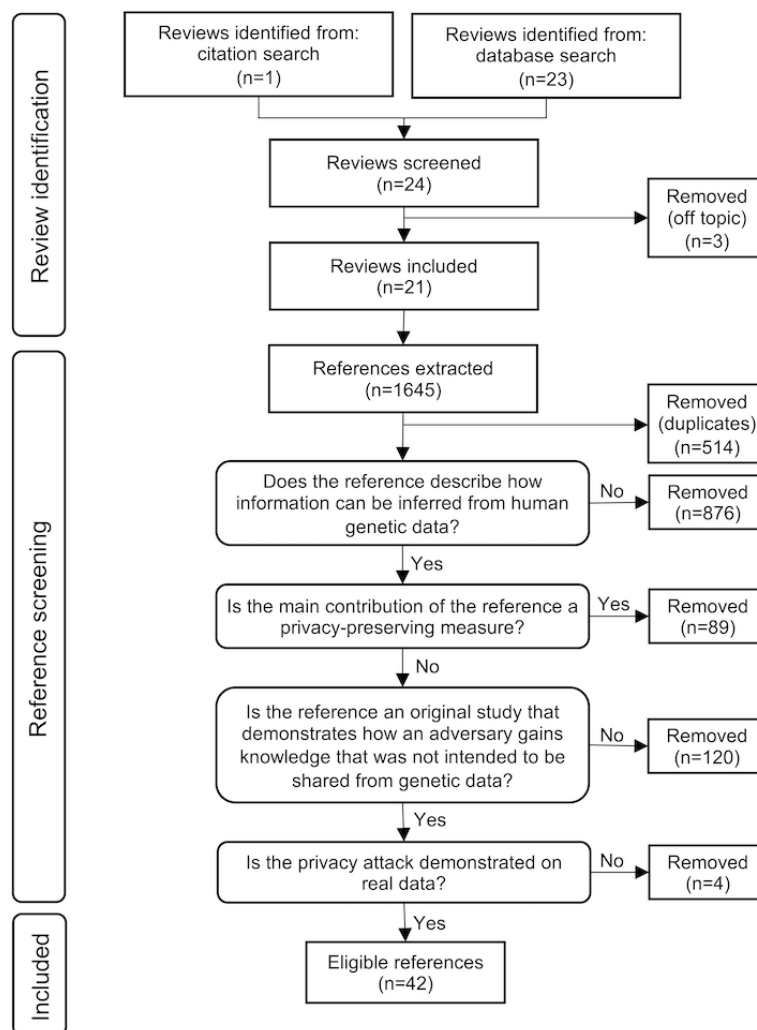 Review identification
Reviews identified from:
citation search
(n=1)
Reviews identified from:
database search
(n=23)
Reviews screened
(n=24)
Removed
(off topic)
(n=3)
Reviews included
(n=21)
Reference screening
References extracted
(n=1645)
Removed
(duplicates)
(n=514)
Does the reference describe how
information can be inferred from human
genetic data?
No
Removed
(n=876)
Yes
Is the main contribution of the reference a
privacy-preserving measure?
Yes
Removed
(n=89)
No
Is the reference an original study that
demonstrates how an adversary gains
knowledge that was not intended to be
shared from genetic data?
No
Removed
(n=120)
Yes
Is the privacy attack demonstrated on
real data?
No
Removed
(n=4)
Yes
Included
Eligible references
(n=42)